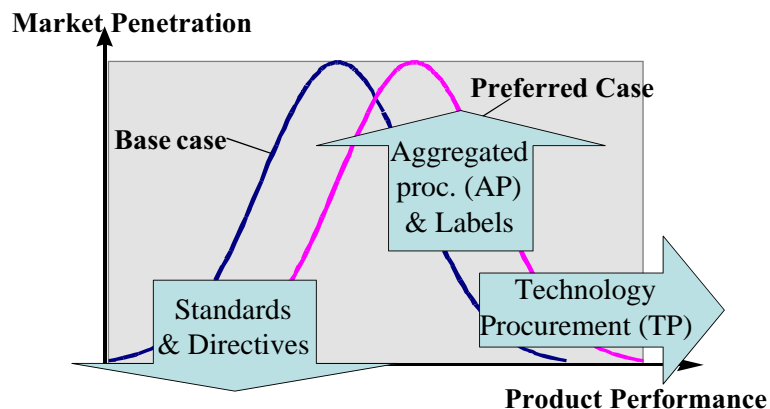 Market Penetration
Preferred Case
Base case
Aggregated
proc. (AP)
& Labels
Standards
& Directives
Technology
Procurement (TP)
Product Performance